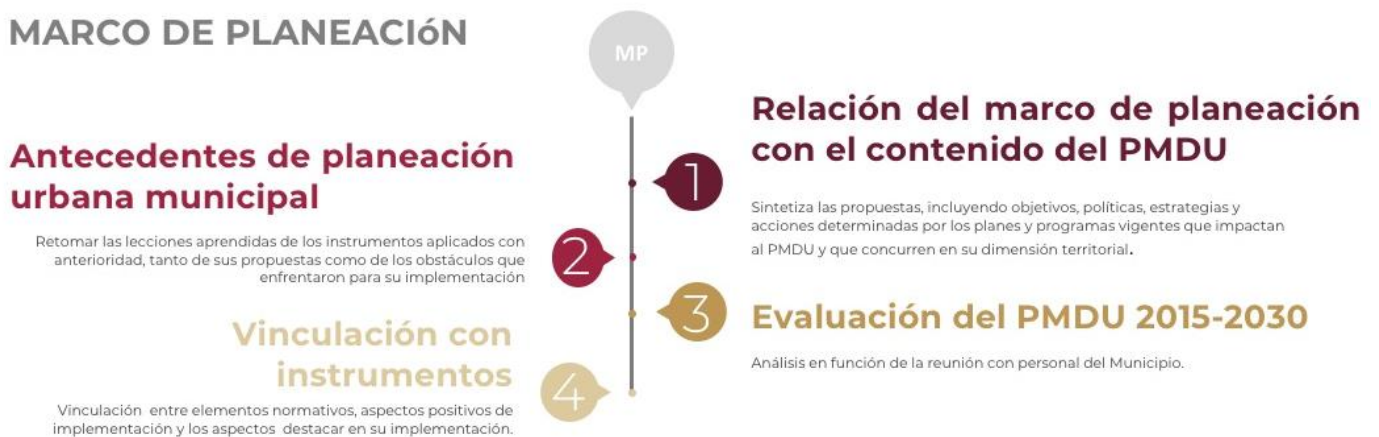 MARCO DE PLANEACIóN
MP
Relación del marco de planeación
con el contenido del PMDU
1
Sintetiza las propuestas, incluyendo objetivos, políticas, estrategias y
acciones determinadas por los planes y programas vigentes que impactan
al PMDU y que concurren en su dimensión territorial.
Antecedentes de planeación
urbana municipal
2
Retomar las lecciones aprendidas de los instrumentos aplicados con
anterioridad, tanto de sus propuestas como de los obstáculos que
enfrentaron para su implementación
3
Evaluación del PMDU 2015-2030
Análisis en función de la reunión con personal del Municipio.
Vinculación con
instrumentos
4
Vinculación entre elementos normativos, aspectos positivos de
implementación y los aspectos destacar en su implementación.